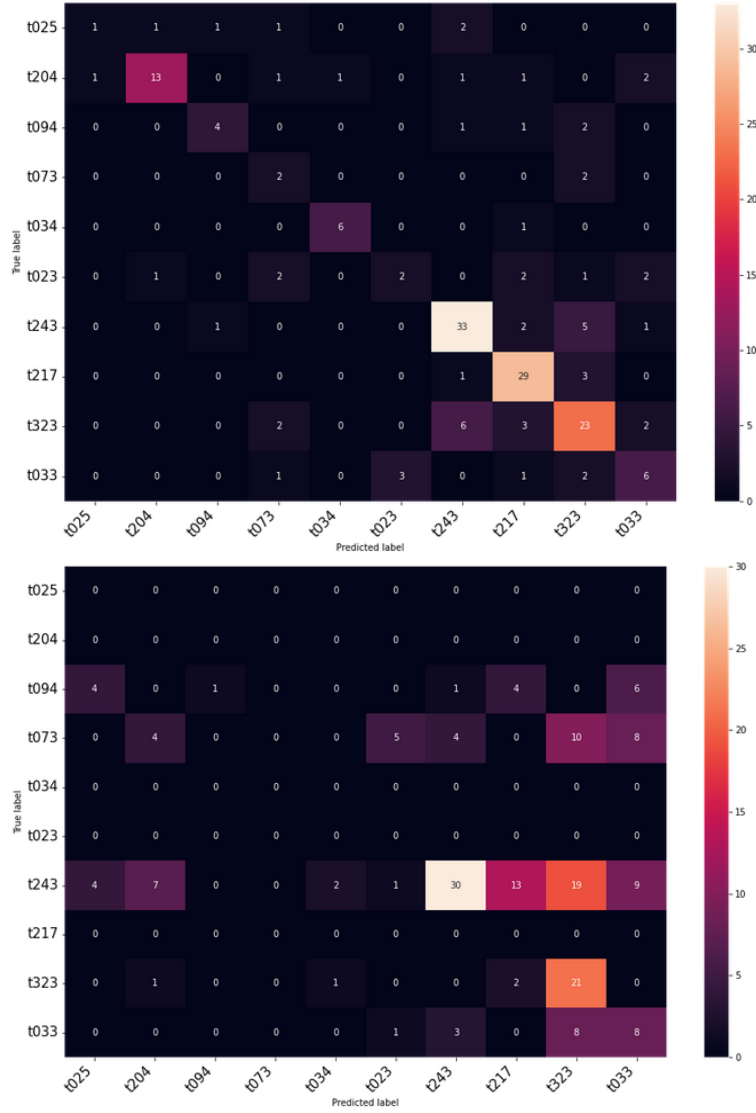 t025 1 1 1 1 0 0 2 0 0 0
t204 1 13 0 1 1 0 1 1 0 2
t094 0 0 4 0 0 0 1 1 2 0
t073 0 0 0 2 0 0 0 0 2 0
t034 0 0 0 0 6 0 0 1 0 0
t023 0 1 0 2 0 2 0 2 1 2
t243 0 0 1 0 0 0 33 2 5 1
t217 0 0 0 0 0 0 1 29 3 0
t323 0 0 0 2 0 0 6 3 23 2
t033 0 0 0 1 0 3 0 1 2 6
True label
t025 t204 t094 t073 t034 t023 t243 t217 t323 t033
Predicted label
30
25
20
15
10
5
0
t025 0 0 0 0 0 0 0 0 0 0
t204 0 0 0 0 0 0 0 0 0 0
t094 4 0 1 0 0 0 1 4 0 6
t073 0 4 0 0 0 5 4 0 10 8
t034 0 0 0 0 0 0 0 0 0 0
t023 0 0 0 0 0 0 0 0 0 0
t243 4 7 0 0 2 1 30 13 19 9
t217 0 0 0 0 0 0 0 0 0 0
t323 0 1 0 0 1 0 0 2 21 0
t033 0 0 0 0 0 1 3 0 8 8
True label
t025 t204 t094 t073 t034 t023 t243 t217 t323 t033
Predicted label
30
25
20
15
10
5
0